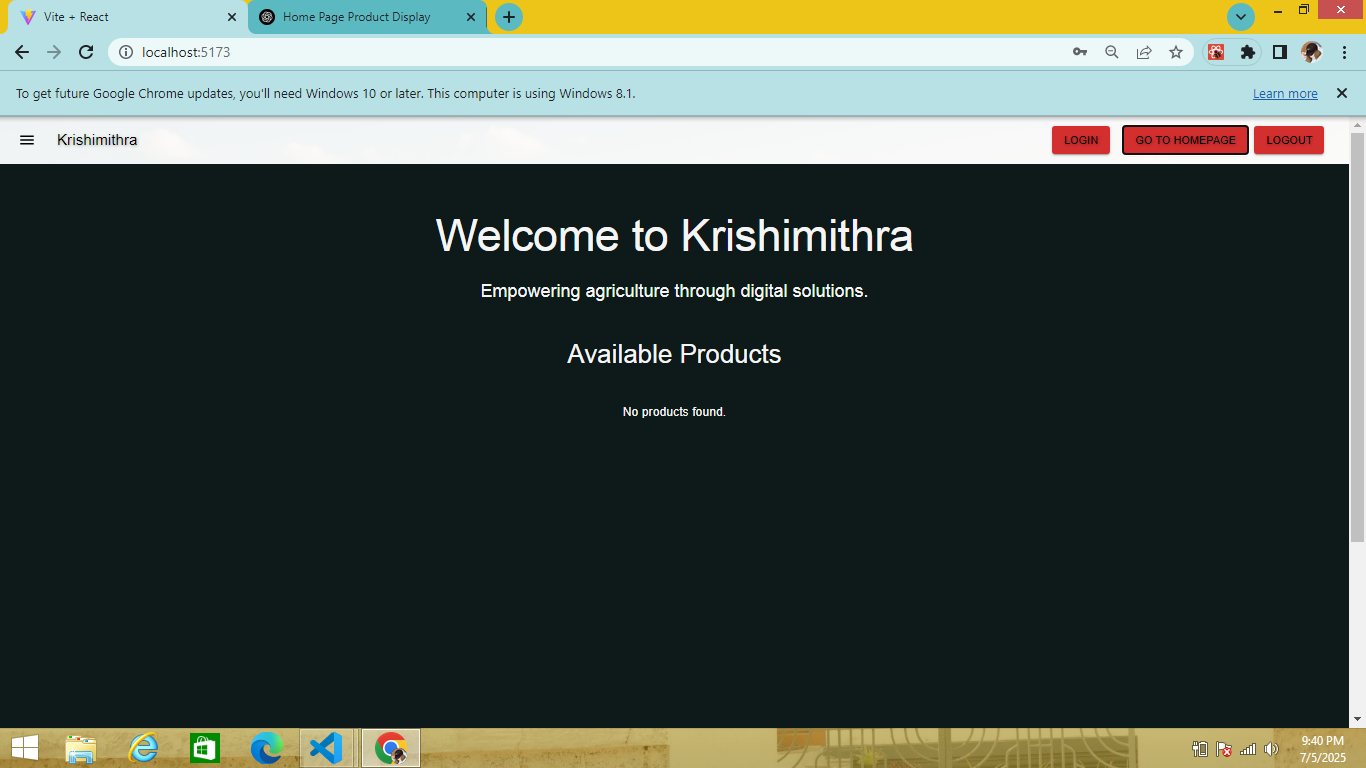 Vite + React
Home Page Product Display
localhost:5173
To get future Google Chrome updates, you'll need Windows 10 or later. This computer is using Windows 8.1.
Learn more
Krishimithra
LOGIN
GO TO HOMEPAGE
LOGOUT
Welcome to Krishimithra
Empowering agriculture through digital solutions.
Available Products
No products found.
9:40 PM
7/5/2025